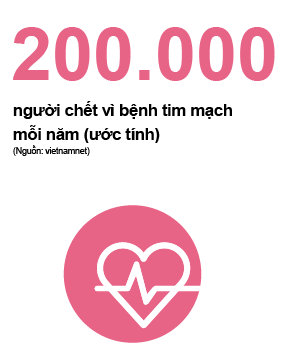 200.000
người chết vì bệnh tim mạch
mỗi năm (ước tính)
(Nguồn: vietnamnet)